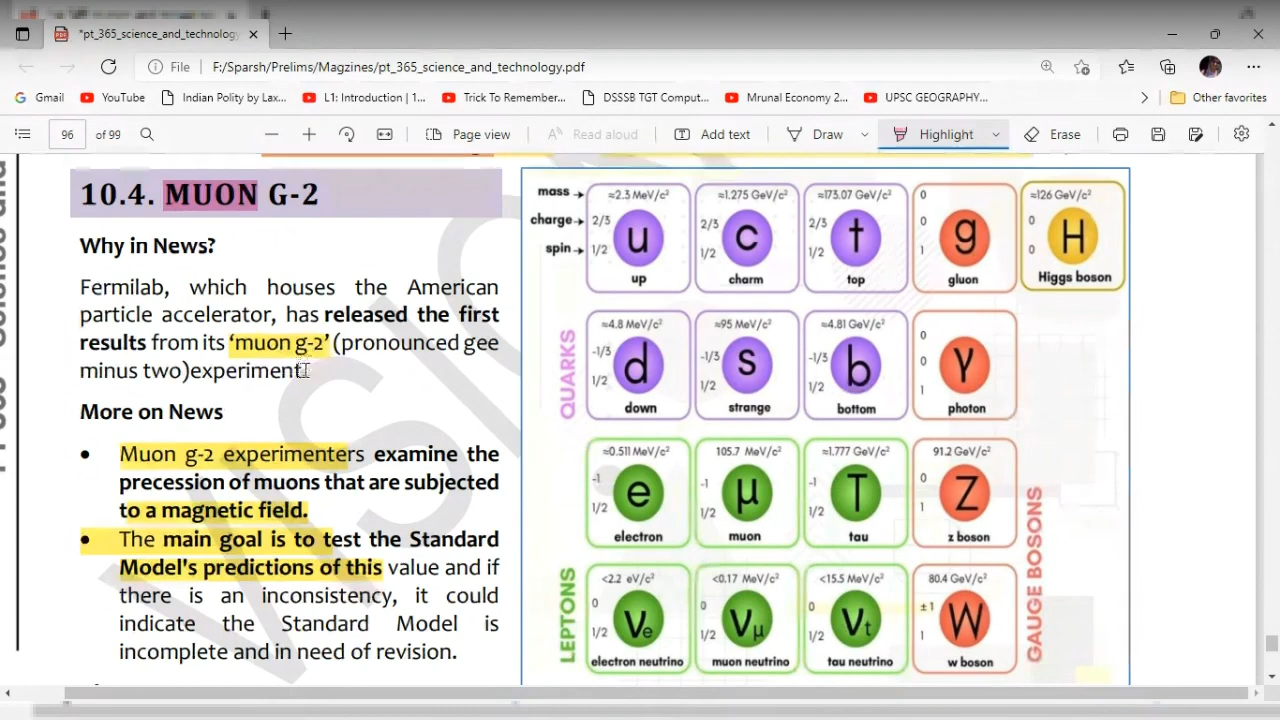 *pt_365_science_and_technology
File F:/Sparsh/Prelims/Magzines/pt_365_science_and_technology.pdf
Gmail YouTube Indian Polity by Lax... L1: Introduction | 1... Trick To Remember... DSSSB TGT Comput... Mrunal Economy 2... UPSC GEOGRAPHY... Other favorites
96 of 99 Page view Read aloud Add text Draw Highlight Erase
10.4. MUON G-2
Why in News?
Fermilab, which houses the American
particle accelerator, has released the first
results from its ‘muon g-2’ (pronounced gee
minus two)experiment
More on News
• Muon g-2 experimenters examine the
precession of muons that are subjected
to a magnetic field.
• The main goal is to test the Standard
Model's predictions of this value and if
there is an inconsistency, it could
indicate the Standard Model is
incomplete and in need of revision.
mass ≈2.3 MeV/c² ≈1.275 GeV/c² ≈173.07 GeV/c² 0 ≈126 GeV/c²
charge 2/3 2/3 2/3 0 0
u c t g H
spin 1/2 1/2 1/2 1 0
up charm top gluon Higgs boson
QUARKS
≈4.8 MeV/c² ≈95 MeV/c² ≈4.81 GeV/c² 0
-1/3 -1/3 -1/3 0
d s b γ
1/2 1/2 1/2 1
down strange bottom photon
LEPTONS
≈0.511 MeV/c² 105.7 MeV/c² ≈1.777 GeV/c² 91.2 GeV/c²
-1 -1 -1 0
e μ T Z
1/2 1/2 1/2 1
electron muon tau z boson
<2.2 eV/c² <0.17 MeV/c² <15.5 MeV/c² 80.4 GeV/c²
0 0 0 ±1
νe νμ νt W
1/2 1/2 1/2 1
electron neutrino muon neutrino tau neutrino w boson
GAUGE BOSONS
VISIO